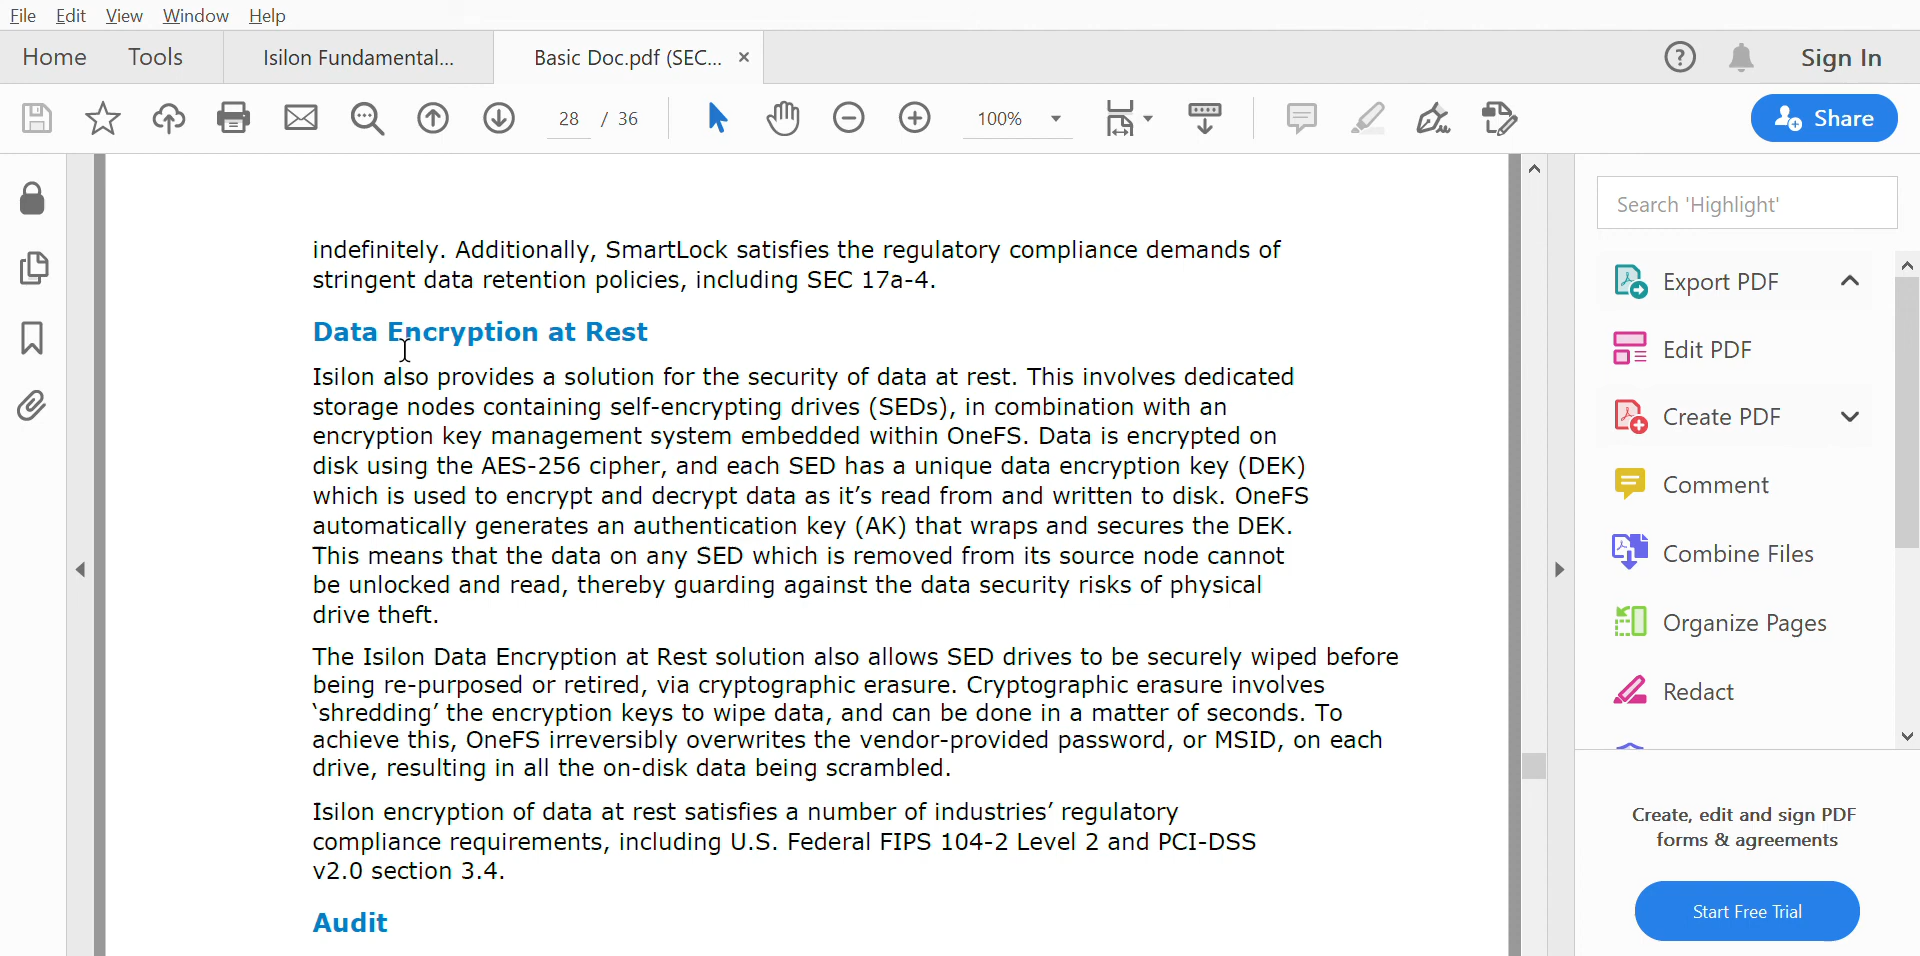 File Edit View Window Help
Home Tools Isilon Fundamental... Basic Doc.pdf (SEC... × ? Sign In
28 / 36 100% Share
Search 'Highlight'
Export PDF
Edit PDF
Create PDF
Comment
Combine Files
Organize Pages
Redact
Create, edit and sign PDF
forms & agreements
Start Free Trial
indefinitely. Additionally, SmartLock satisfies the regulatory compliance demands of
stringent data retention policies, including SEC 17a-4.
Data Encryption at Rest
Isilon also provides a solution for the security of data at rest. This involves dedicated
storage nodes containing self-encrypting drives (SEDs), in combination with an
encryption key management system embedded within OneFS. Data is encrypted on
disk using the AES-256 cipher, and each SED has a unique data encryption key (DEK)
which is used to encrypt and decrypt data as it’s read from and written to disk. OneFS
automatically generates an authentication key (AK) that wraps and secures the DEK.
This means that the data on any SED which is removed from its source node cannot
be unlocked and read, thereby guarding against the data security risks of physical
drive theft.
The Isilon Data Encryption at Rest solution also allows SED drives to be securely wiped before
being re-purposed or retired, via cryptographic erasure. Cryptographic erasure involves
‘shredding’ the encryption keys to wipe data, and can be done in a matter of seconds. To
achieve this, OneFS irreversibly overwrites the vendor-provided password, or MSID, on each
drive, resulting in all the on-disk data being scrambled.
Isilon encryption of data at rest satisfies a number of industries’ regulatory
compliance requirements, including U.S. Federal FIPS 104-2 Level 2 and PCI-DSS
v2.0 section 3.4.
Audit